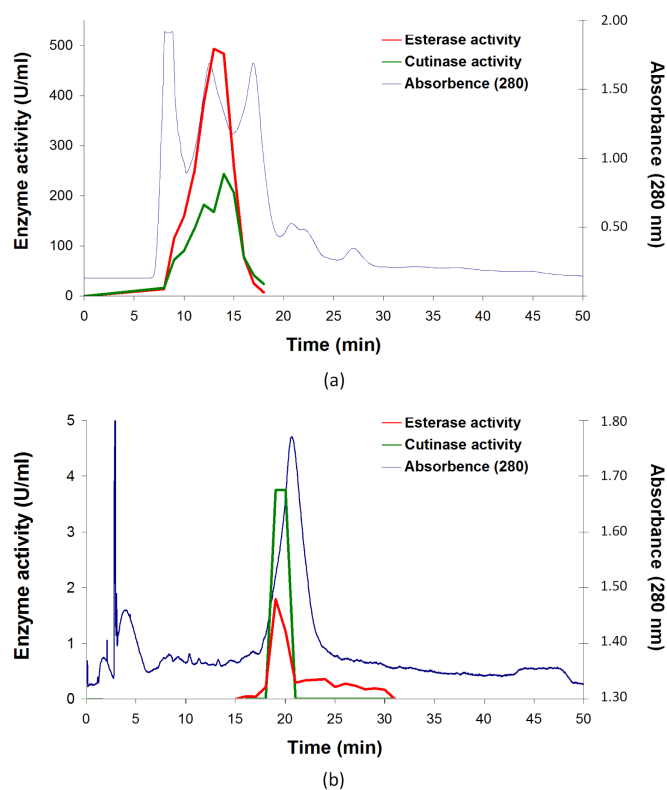 Enzyme activity (U/ml)
500
400
300
200
100
0
Esterase activity
Cutinase activity
Absorbence (280)
2.00
1.50
1.00
0.50
Absorbance (280 nm)
0 5 10 15 20 25 30 35 40 45 50
Time (min)
(a)
Enzyme activity (U/ml)
5
4
3
2
1
0
Esterase activity
Cutinase activity
Absorbence (280)
1.80
1.70
1.60
1.50
1.40
1.30
Absorbance (280 nm)
0 5 10 15 20 25 30 35 40 45 50
Time (min)
(b)